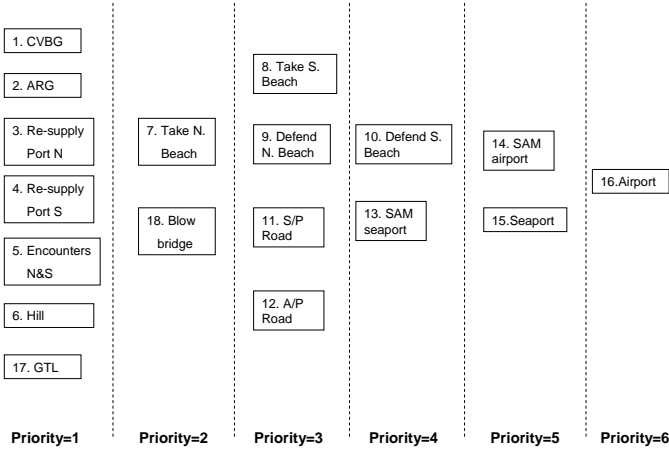 1. CVBG
2. ARG
3. Re-supply
Port N
4. Re-supply
Port S
5. Encounters
N&S
6. Hill
17. GTL
7. Take N.
Beach
18. Blow
bridge
8. Take S.
Beach
9. Defend
N. Beach
11. S/P
Road
12. A/P
Road
10. Defend S.
Beach
13. SAM
seaport
14. SAM
airport
15.Seaport
16.Airport
Priority=1
Priority=2
Priority=3
Priority=4
Priority=5
Priority=6